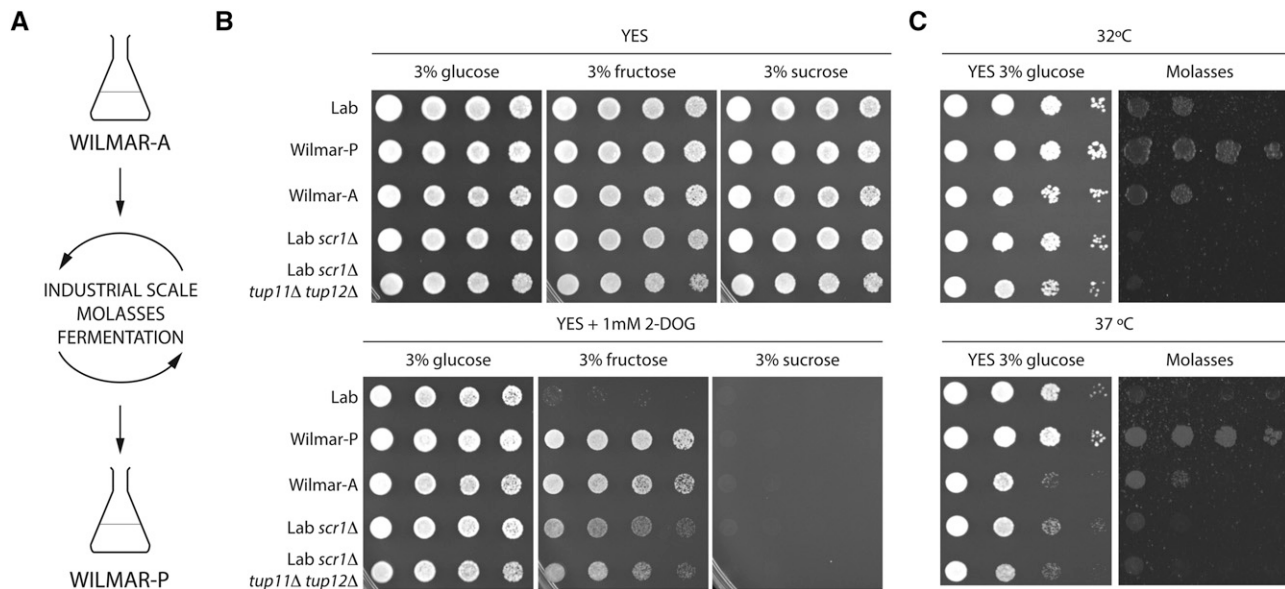 A
WILMAR-A
INDUSTRIAL SCALE
MOLASSES
FERMENTATION
WILMAR-P
B
YES
3% glucose 3% fructose 3% sucrose
Lab
Wilmar-P
Wilmar-A
Lab scr1Δ
Lab scr1Δ
tup11Δ tup12Δ
YES + 1mM 2-DOG
3% glucose 3% fructose 3% sucrose
Lab
Wilmar-P
Wilmar-A
Lab scr1Δ
Lab scr1Δ
tup11Δ tup12Δ
C
32ºC
YES 3% glucose Molasses
37 ºC
YES 3% glucose Molasses